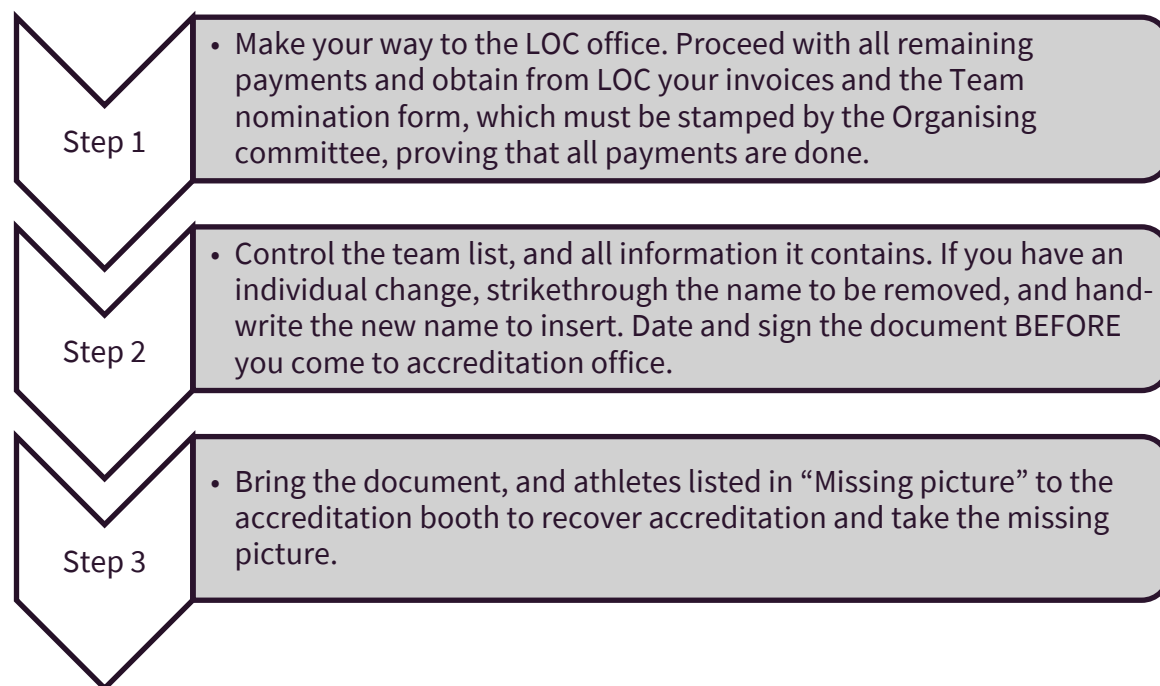 Step 1
• Make your way to the LOC office. Proceed with all remaining
payments and obtain from LOC your invoices and the Team
nomination form, which must be stamped by the Organising
committee, proving that all payments are done.
Step 2
• Control the team list, and all information it contains. If you have an
individual change, strikethrough the name to be removed, and hand-
write the new name to insert. Date and sign the document BEFORE
you come to accreditation office.
Step 3
• Bring the document, and athletes listed in “Missing picture” to the
accreditation booth to recover accreditation and take the missing
picture.